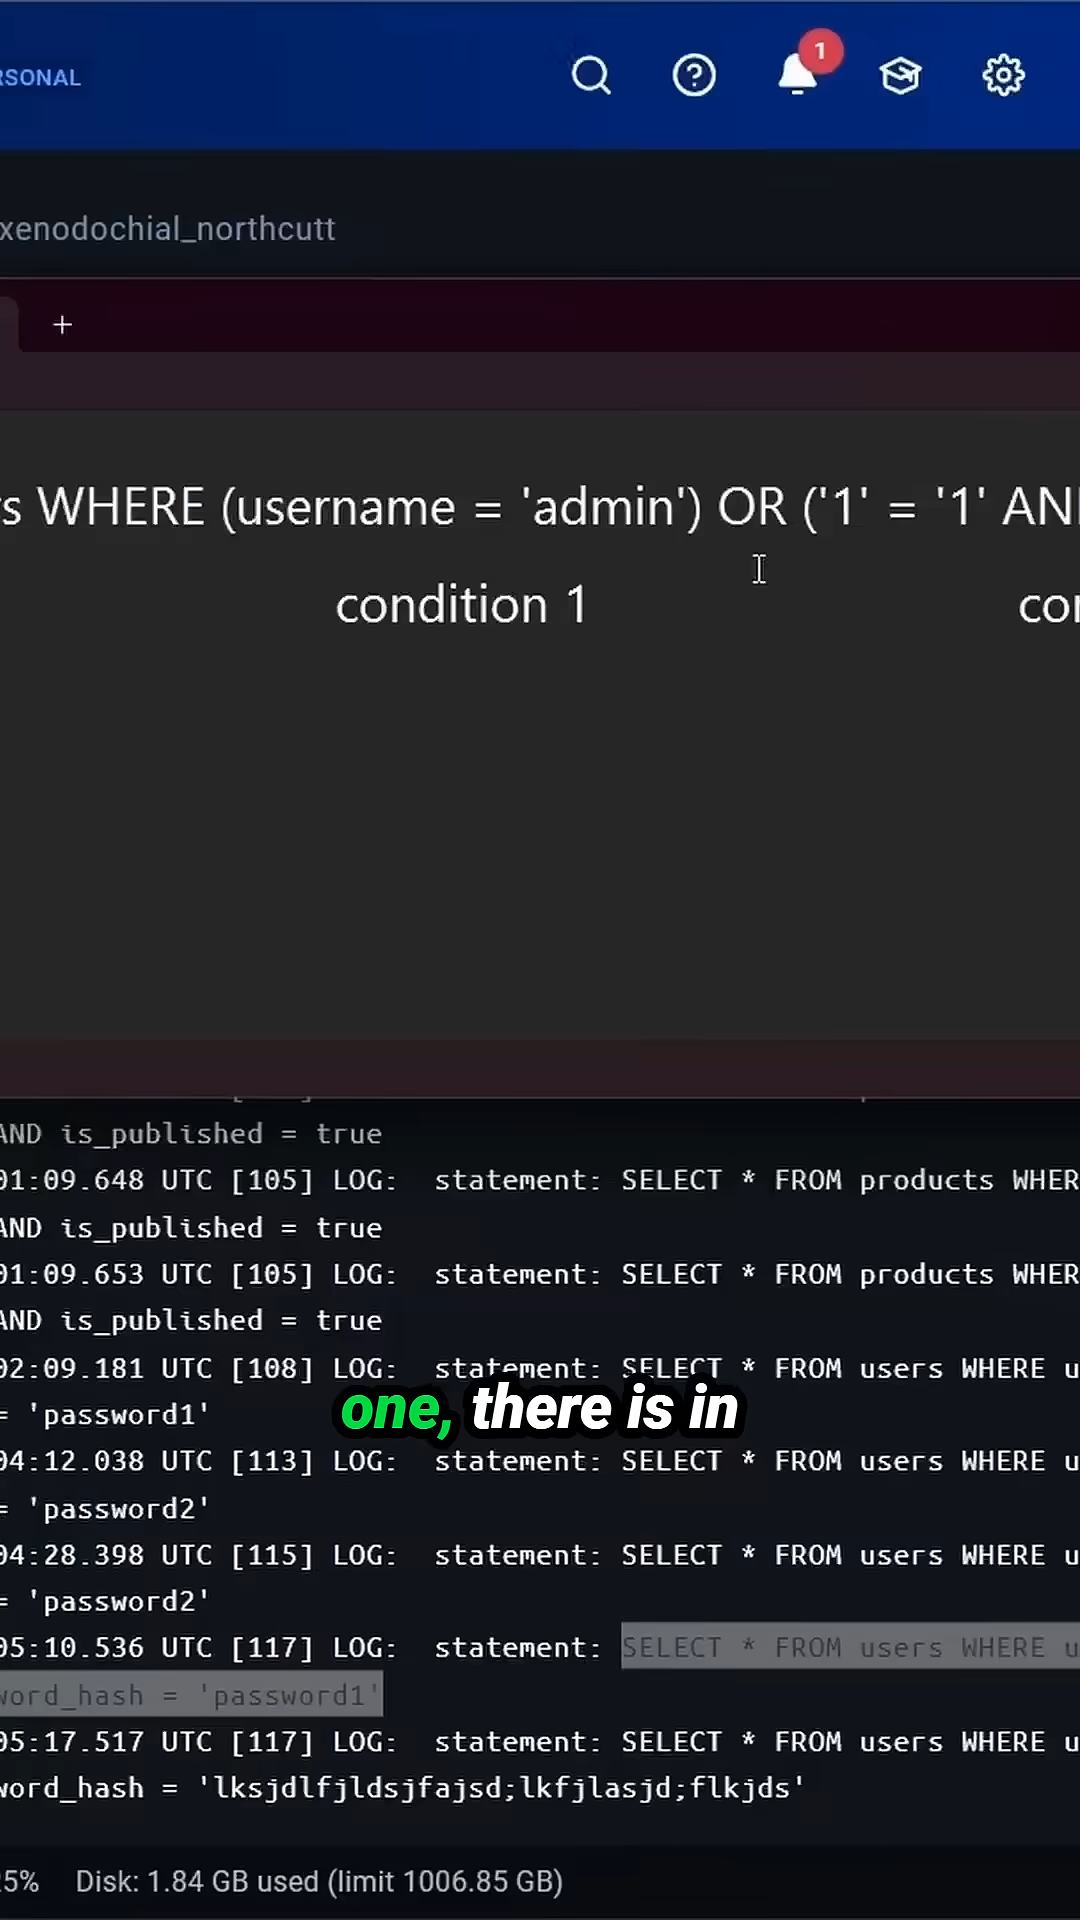 RSONAL
1
xenodochial_northcutt
+
rs WHERE (username = 'admin') OR ('1' = '1' AN
condition 1
con
AND is_published = true
01:09.648 UTC [105] LOG:  statement: SELECT * FROM products WHER
AND is_published = true
01:09.653 UTC [105] LOG:  statement: SELECT * FROM products WHER
AND is_published = true
02:09.181 UTC [108] LOG:  statement: SELECT * FROM users WHERE u
= 'password1'
one, there is in
04:12.038 UTC [113] LOG:  statement: SELECT * FROM users WHERE u
= 'password2'
04:28.398 UTC [115] LOG:  statement: SELECT * FROM users WHERE u
= 'password2'
05:10.536 UTC [117] LOG:  statement: SELECT * FROM users WHERE u
word_hash = 'password1'
05:17.517 UTC [117] LOG:  statement: SELECT * FROM users WHERE u
word_hash = 'lksjdlfjldsjfajsd;lkfjlasjd;flkjds'
25% Disk: 1.84 GB used (limit 1006.85 GB)